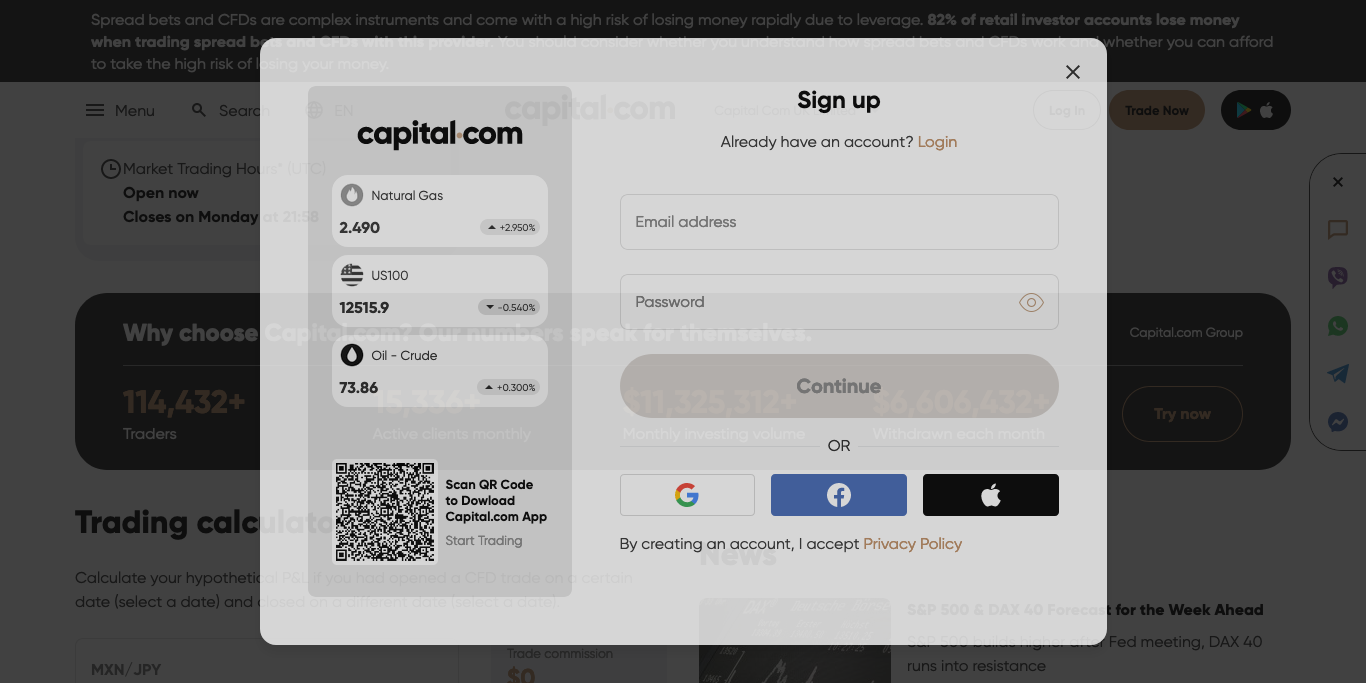 Spread bets and CFDs are complex instruments and come with a high risk of losing money rapidly due to leverage. 82% of retail investor accounts lose money
when trading spread bets and CFDs with this provider. You should consider whether you understand how spread bets and CFDs work and whether you can afford
to take the high risk of losing your money.
Menu
Search
EN
capital.com
Capital Com
Log In
Trade Now
Market Trading Hours* (UTC)
Open now
Closes on Monday at 21:58
Why choose Capital.com? Our numbers speak for themselves.
Capital.com Group
114,432+
Traders
15,336+
Active clients monthly
$11,325,312+
Monthly investing volume
$6,606,432+
Withdrawn each month
Try now
Trading calculato
Calculate your hypothetical P&L if you had opened a CFD trade on a certain
date (select a date) and closed on a different date (select a date).
MXN/JPY
Trade commission
$0
News
S&P 500 & DAX 40 Forecast for the Week Ahead
S&P 500 builds higher after Fed meeting, DAX 40
runs into resistance
capital.com
Natural Gas
2.490
+2.950%
US100
12515.9
-0.540%
Oil - Crude
73.86
+0.300%
Scan QR Code
to Dowload
Capital.com App
Start Trading
Sign up
Already have an account? Login
Email address
Password
Continue
OR
By creating an account, I accept Privacy Policy